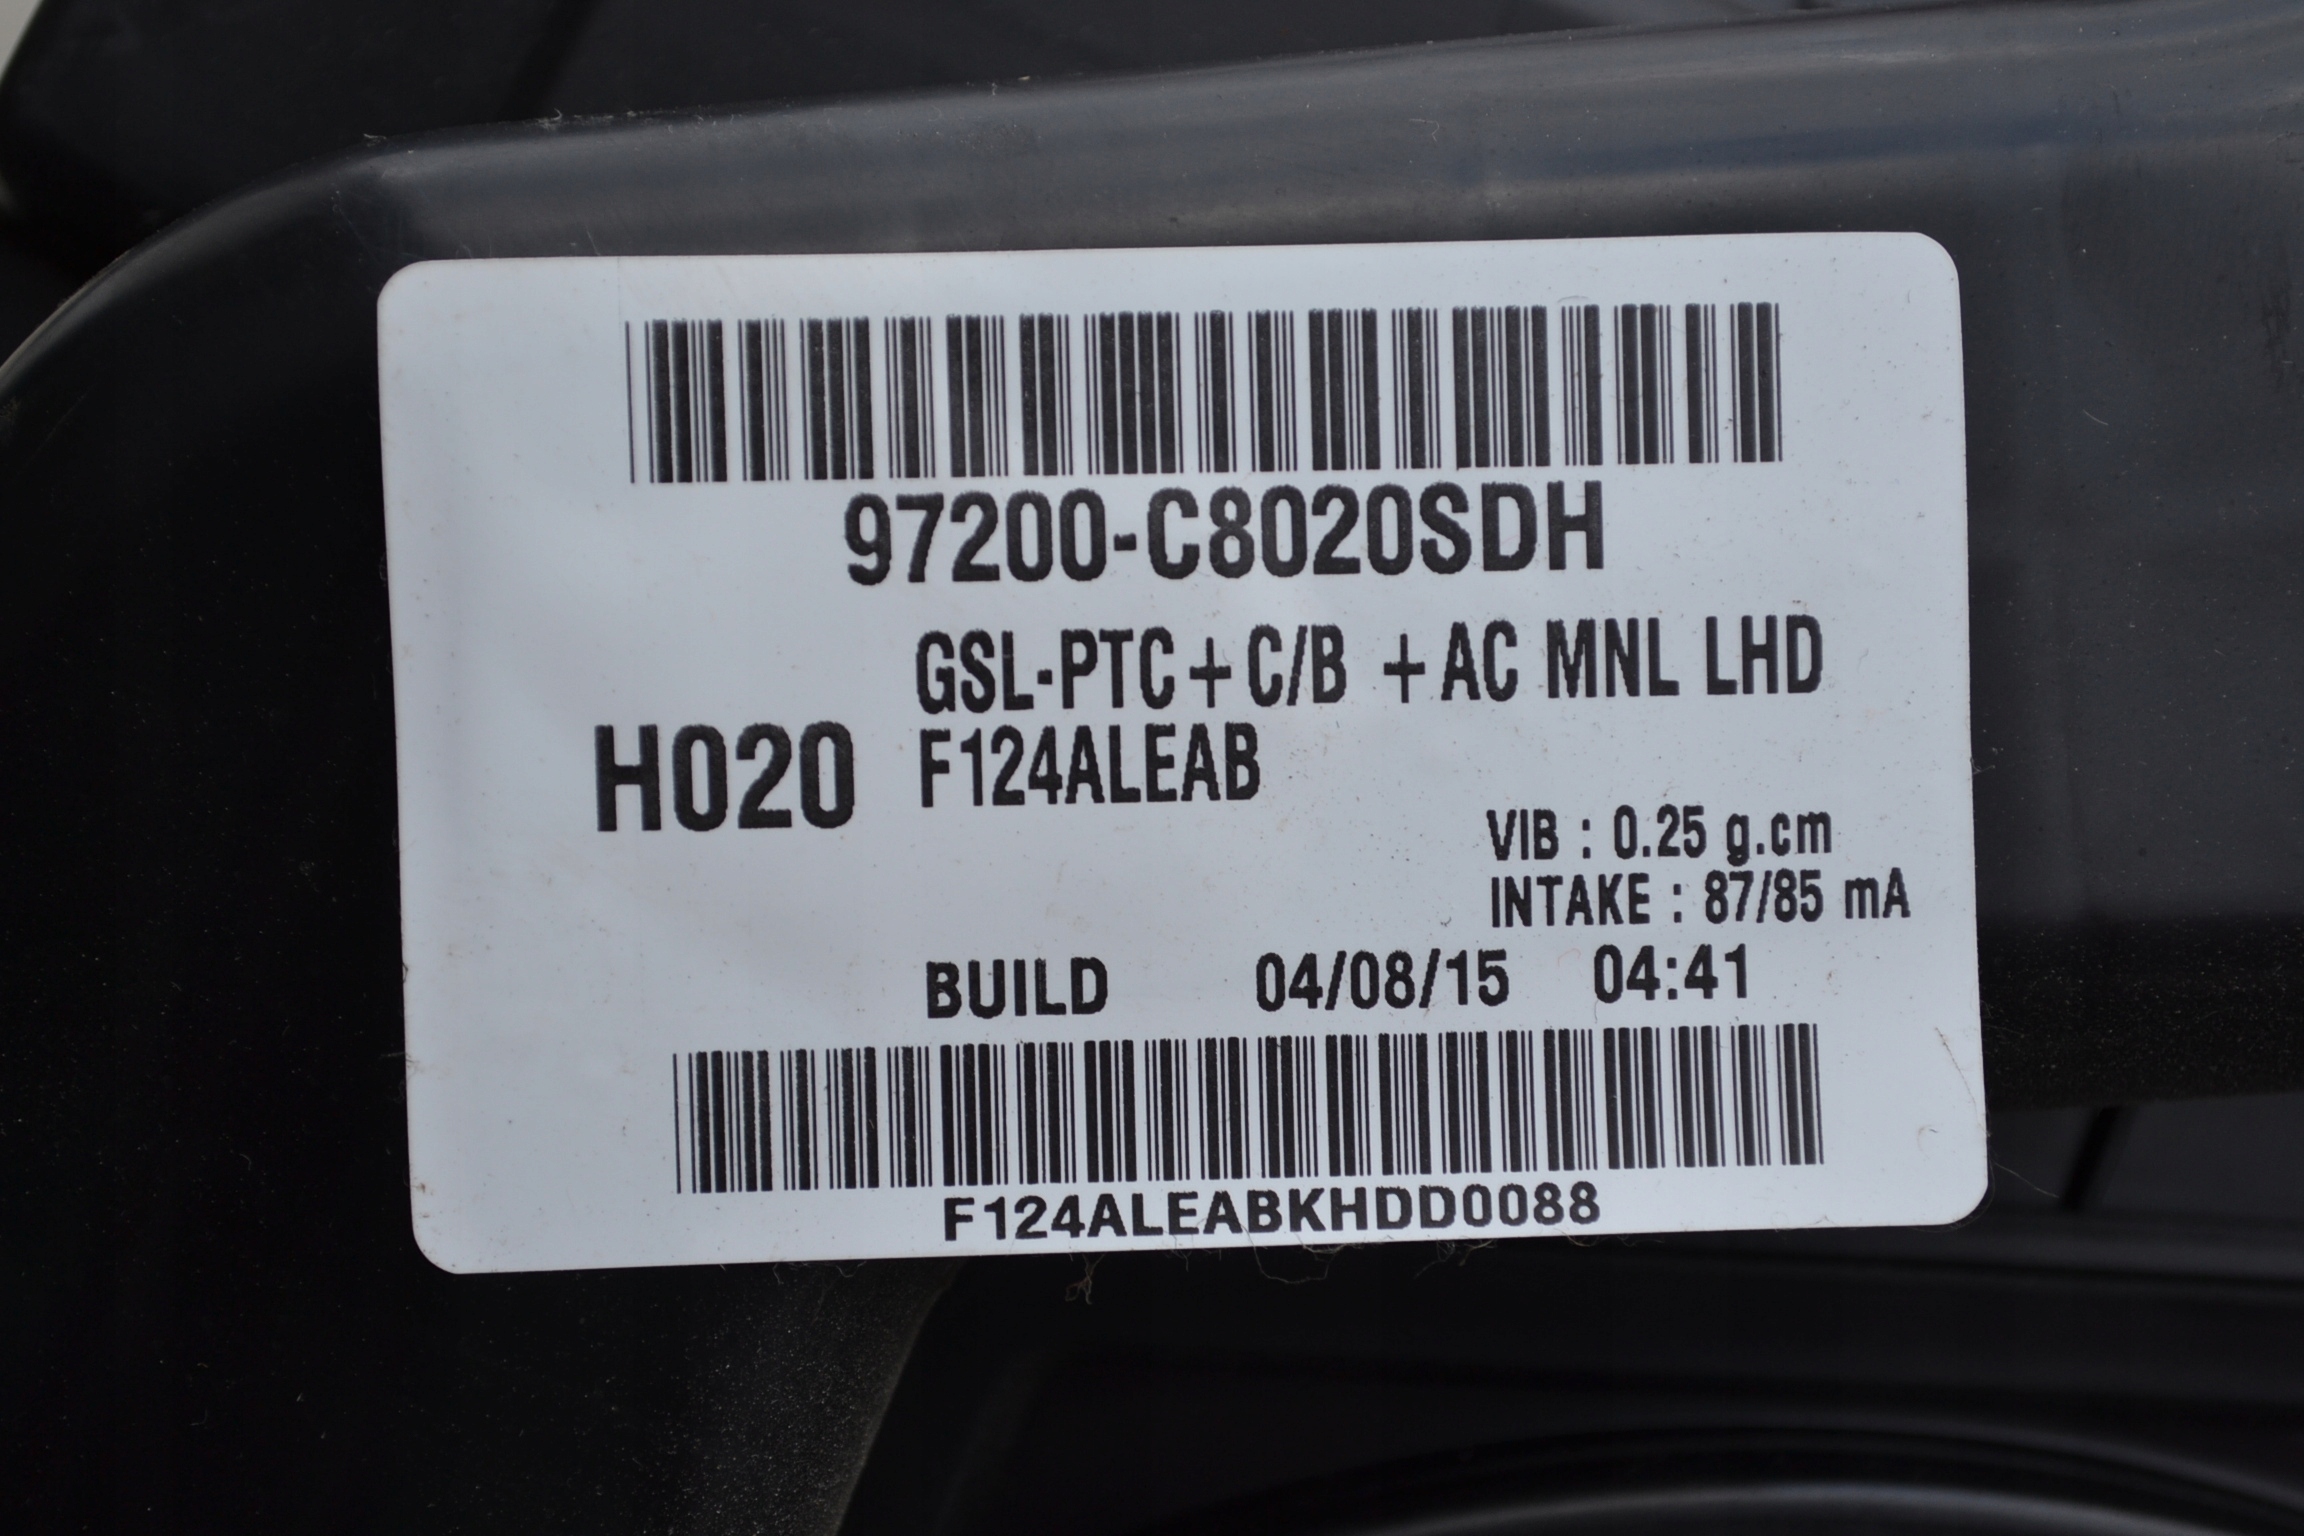 97200-C8020SDH
GSL-PTC+C/B +AC MNL LHD
H020 F124ALEAB
VIB : 0.25 g.cm
INTAKE : 87/85 mA
BUILD 04/08/15 04:41
F124ALEABKHDD0088